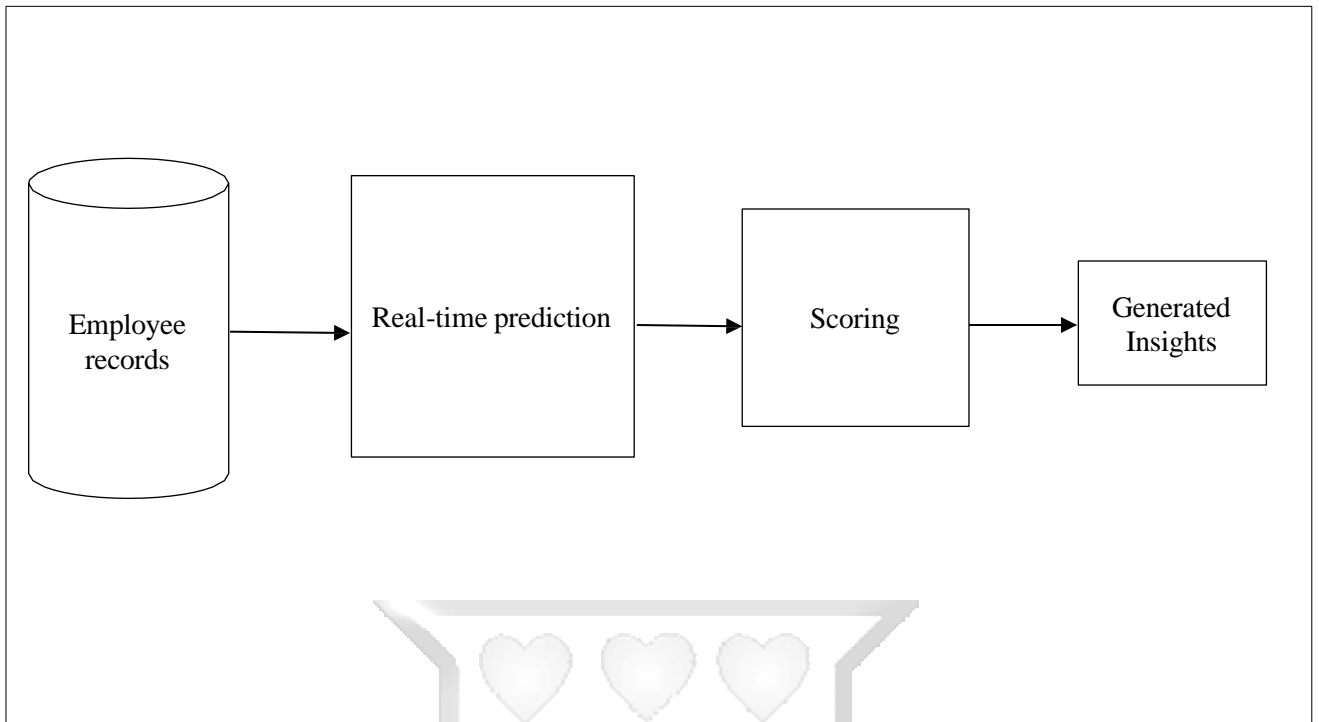 Employee
records
Real-time prediction
Scoring
Generated
Insights